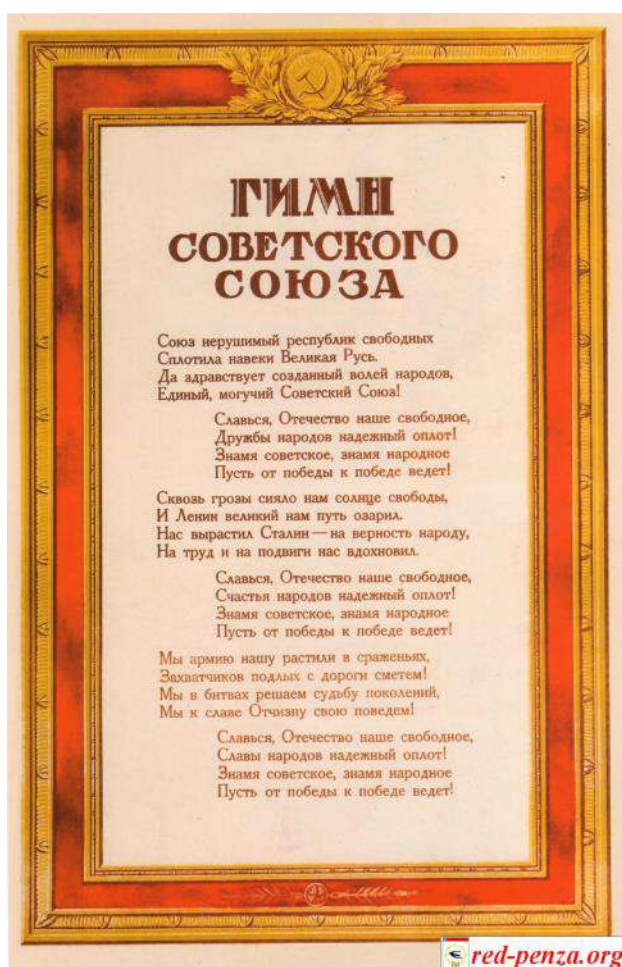 ГИМН
СОВЕТСКОГО
СОЮЗА
Союз нерушимый республик свободных
Сплотила навеки Великая Русь.
Да здравствует созданный волей народов,
Единый, могучий Советский Союз!
Славься, Отечество наше свободное,
Дружбы народов надежный оплот!
Знамя советское, знамя народное
Пусть от победы к победе ведет!
Сквозь грозы сияло нам солнце свободы,
И Ленин великий нам путь озарил.
Нас вырастил Сталин — на верность народу,
На труд и на подвиги нас вдохновил.
Славься, Отечество наше свободное,
Счастья народов надежный оплот!
Знамя советское, знамя народное
Пусть от победы к победе ведет!
Мы армию нашу растили в сраженьях,
Захватчиков подлых с дороги сметем!
Мы в битвах решаем судьбу поколений,
Мы к славе Отчизну свою поведем!
Славься, Отечество наше свободное,
Славы народов надежный оплот!
Знамя советское, знамя народное
Пусть от победы к победе ведет!
red-penza.org